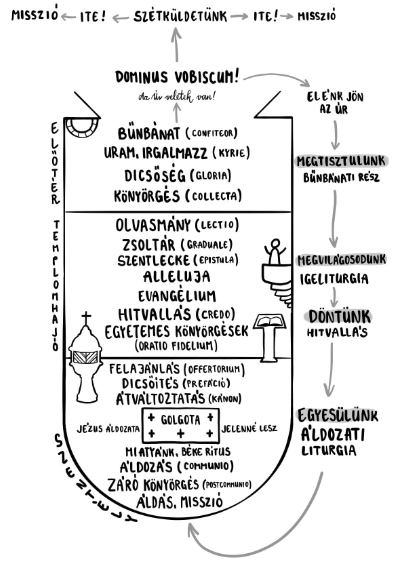 MISSZIÓ ← ITE! ← SZÉTKÜLDETÜNK → ITE! → MISSZIÓ
DOMINUS VOBISCUM!
Az Úr veletek van!
ELÉNK JÖN
AZ ÚR
MEGTISZTULUNK
BŰNBÁNATI RÉSZ
MEGVILÁGOSODUNK
IGELITURGIA
DÖNTÜNK
HITVALLÁS
EGYESÜLÜNK
ÁLDOZATI
LITURGIA
ELŐTÉR
TEMPLOMHAJÓ
SZENTÉLY
BŰNBÁNAT (CONFITEOR)
URAM, IRGALMAZZ (KYRIE)
DICSŐSÉG (GLORIA)
KÖNYÖRGÉS (COLLECTA)
OLVASMÁNY (LECTIO)
ZSOLTÁR (GRADUALE)
SZENTLECKE (EPISTULA)
ALLELUJA
EVANGÉLIUM
HITVALLÁS (CREDO)
EGYETEMES KÖNYÖRGÉSEK
(ORATIO FIDELIUM)
FELAJÁNLÁS (OFFERTORIUM)
DICSŐÍTÉS (PREFÁCIÓ)
ÁTVÁLTOZTATÁS (KÁNON)
GOLGOTA
JÉZUS ÁLDOZATA
JELENNÉ LESZ
MIATYÁNK, BÉKE RÍTUS
ÁLDOZÁS (COMMUNIO)
ZÁRÓ KÖNYÖRGÉS (POSTCOMMUNIO)
ÁLDÁS, MISSZIÓ